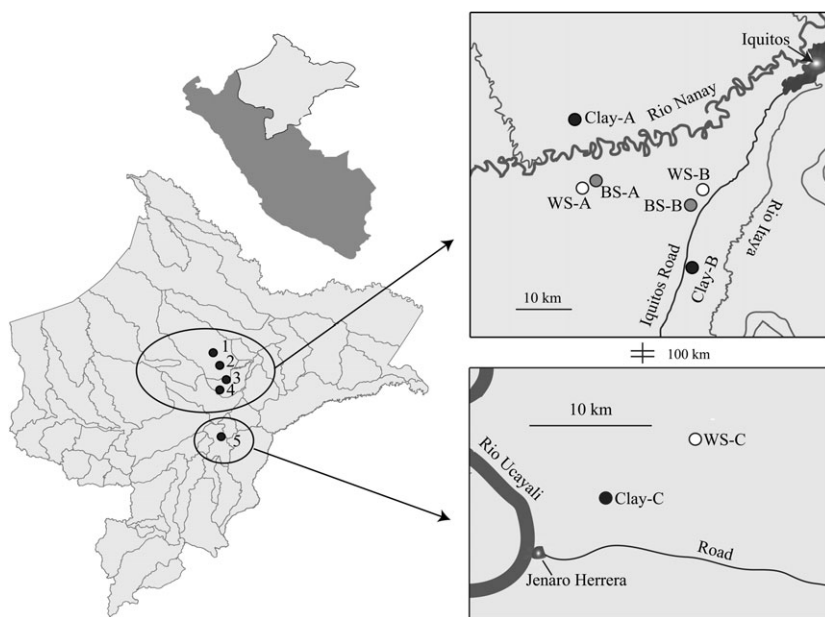 Iquitos
Rio Nanay
Clay-A
WS-B
BS-A
WS-A
BS-B
Rio Itaya
Iquitos Road
Clay-B
10 km
1
2
3
4
5
100 km
10 km
WS-C
Rio Ucayali
Clay-C
Road
Jenaro Herrera